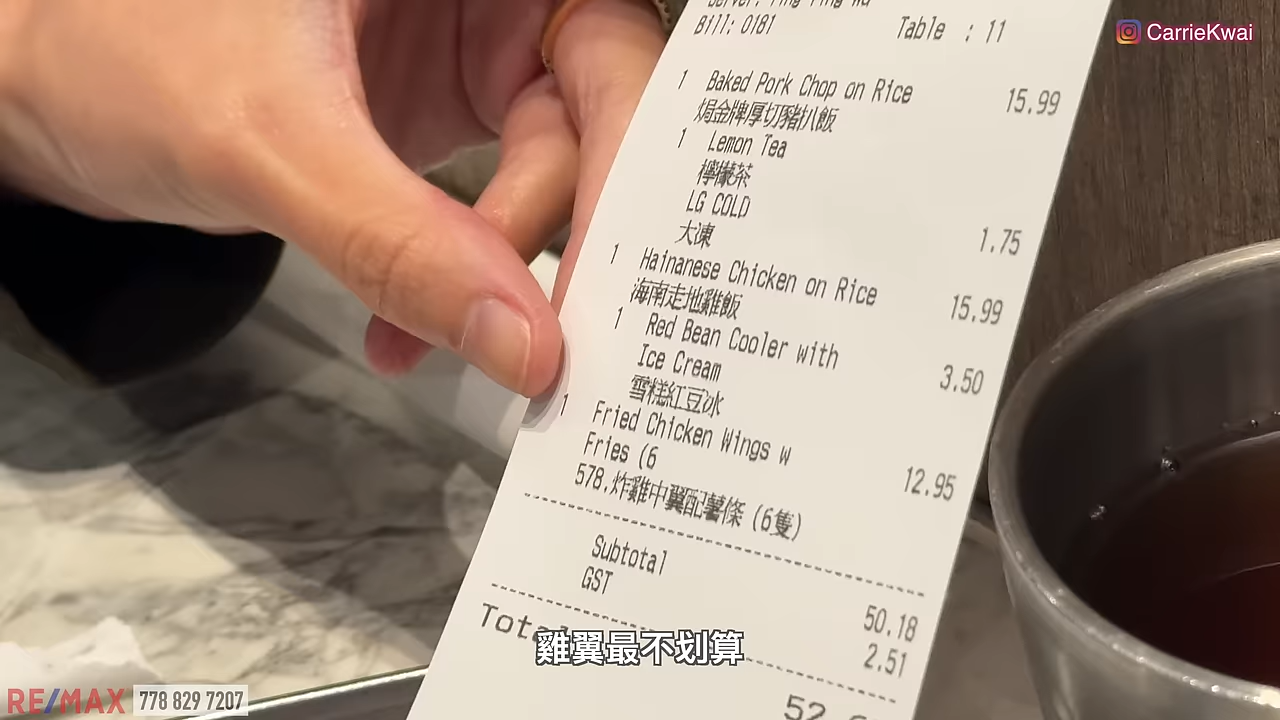 CarrieKwai
Bill: 0181 Table : 11
1 Baked Pork Chop on Rice 15.99
焗金牌厚切豬扒飯
1 Lemon Tea
檸檬茶
LG COLD
大凍 1.75
1 Hainanese Chicken on Rice 15.99
海南走地雞飯
1 Red Bean Cooler with 3.50
Ice Cream
雪糕紅豆冰
1 Fried Chicken Wings w
Fries (6 12.95
578.炸雞中翼配薯條 (6隻)
Subtotal 50.18
GST 2.51
雞翼最不划算
RE/MAX 778 829 7207